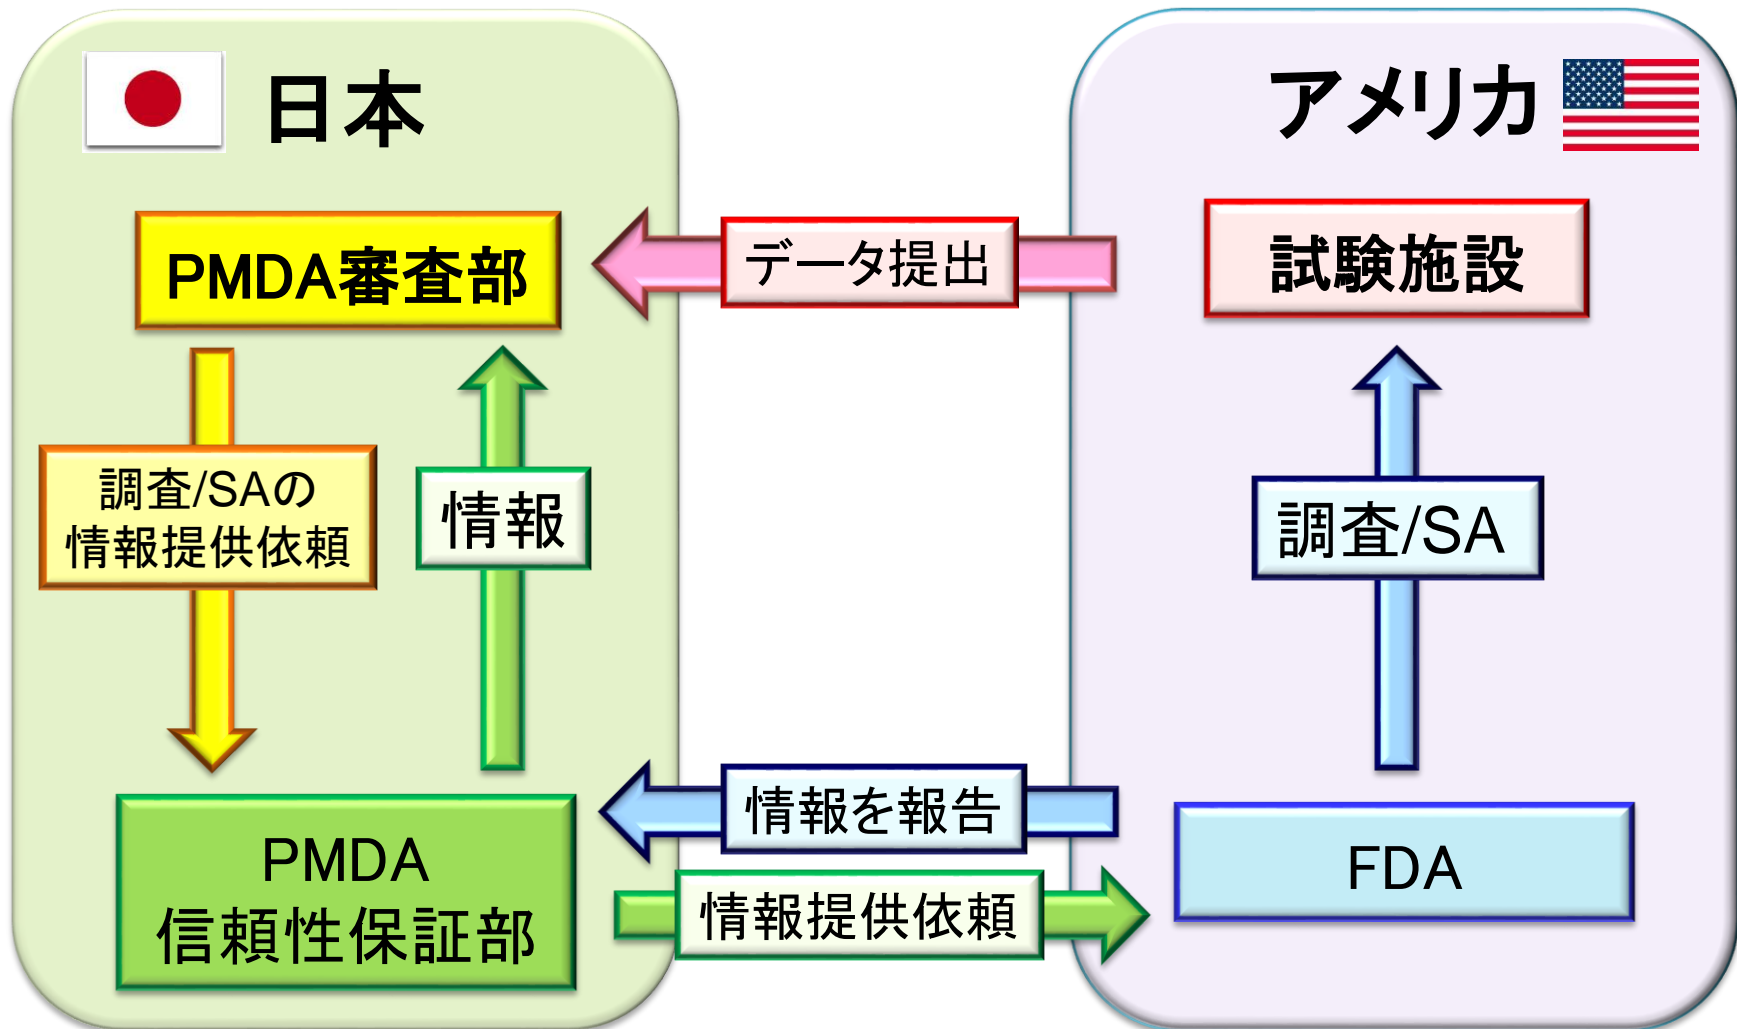 日本
アメリカ
PMDA審査部
データ提出
試験施設
調査/SAの
情報提供依頼
情報
調査/SA
情報を報告
PMDA
信頼性保証部
情報提供依頼
FDA